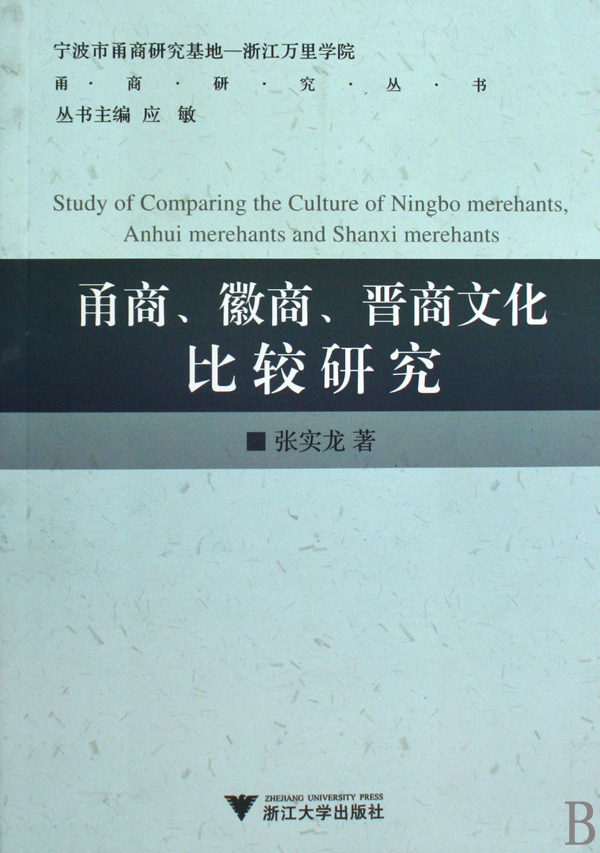 宁波市甬商研究基地—浙江万里学院
甬·商·研·究·丛·书
丛书主编 应 敏
Study of Comparing the Culture of Ningbo merehants,
Anhui merehants and Shanxi merehants
甬商、徽商、晋商文化
比较研究
■ 张实龙 著
ZHEJIANG UNIVERSITY PRESS
浙江大学出版社
B